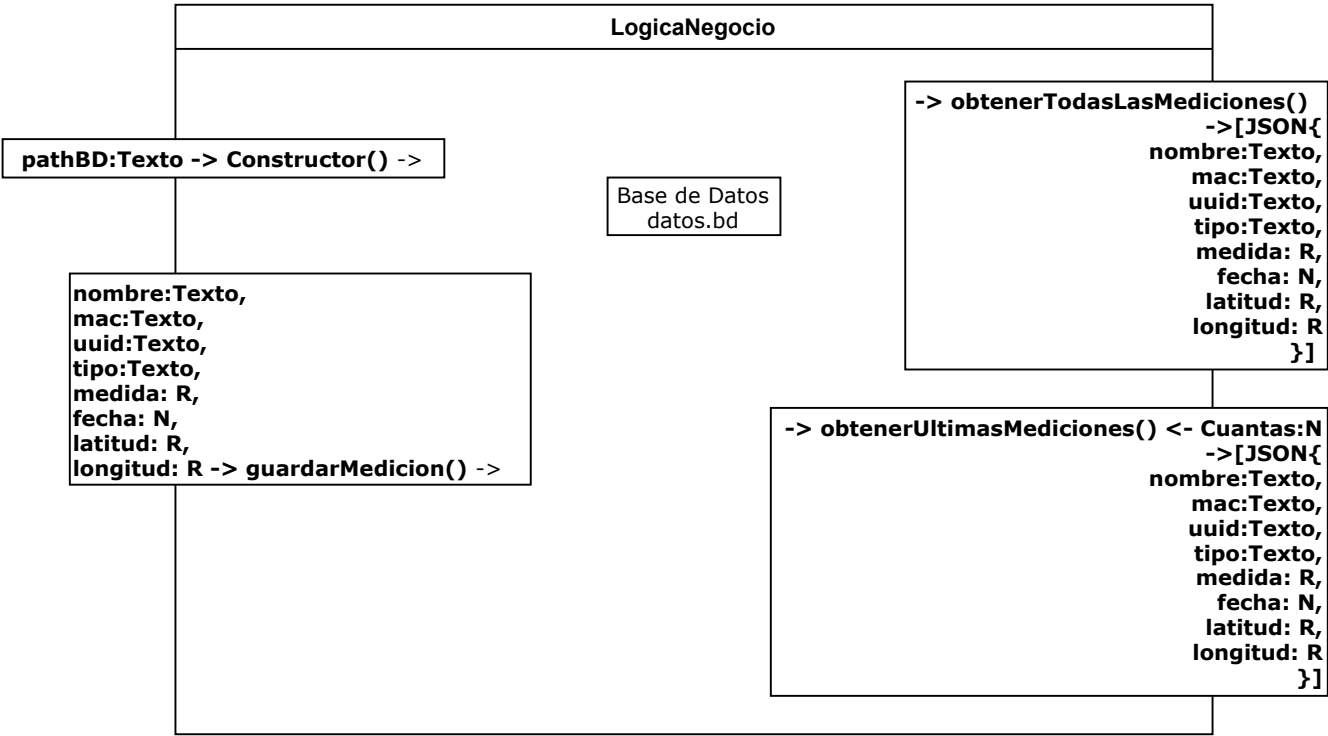 LogicaNegocio
pathBD:Texto -> Constructor() ->
nombre:Texto,
mac:Texto,
uuid:Texto,
tipo:Texto,
medida: R,
fecha: N,
latitud: R,
longitud: R -> guardarMedicion() ->
Base de Datos
datos.bd
-> obtenerTodasLasMediciones()
->[JSON{
nombre:Texto,
mac:Texto,
uuid:Texto,
tipo:Texto,
medida: R,
fecha: N,
latitud: R,
longitud: R
}]
-> obtenerUltimasMediciones() <- Cuantas:N
->[JSON{
nombre:Texto,
mac:Texto,
uuid:Texto,
tipo:Texto,
medida: R,
fecha: N,
latitud: R,
longitud: R
}]